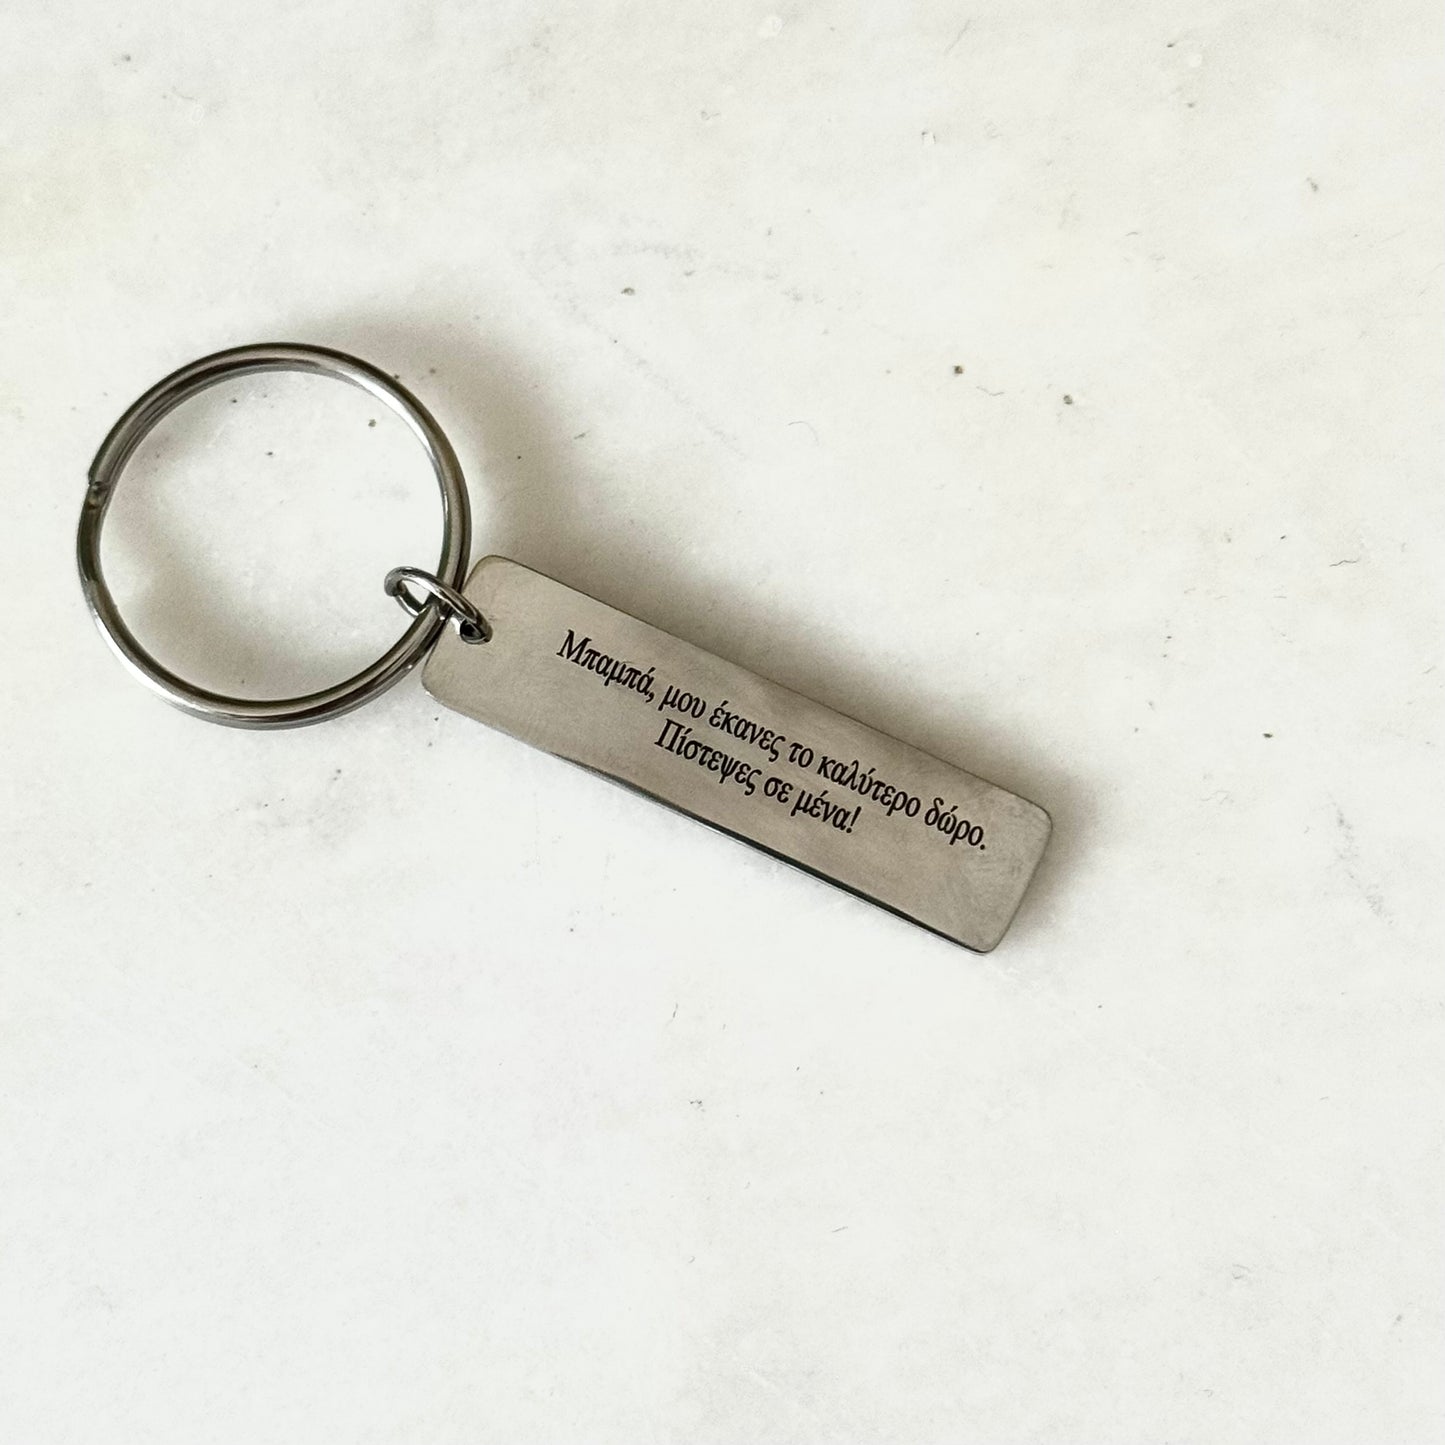 Μπαμπά, μου έκανες το καλύτερο δώρο.
Πίστεψες σε μένα!